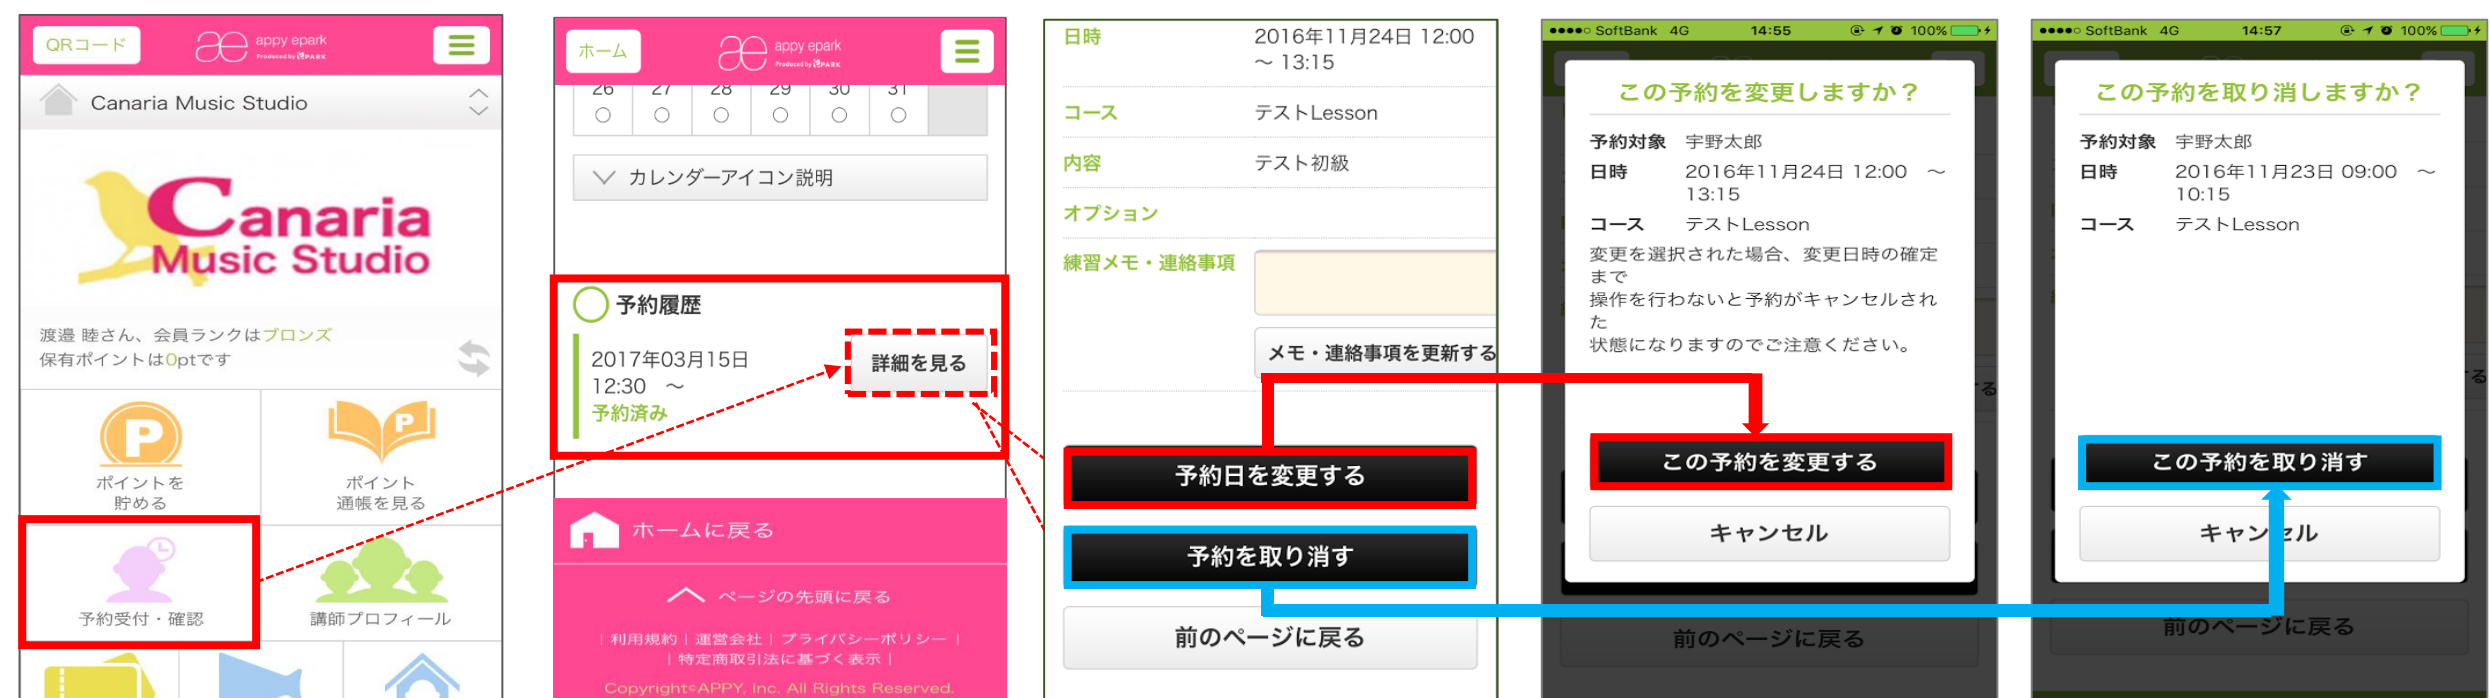 QRコード
appy epark
Produced by EPARK
Canaria Music Studio
Canaria
Music Studio
渡邉 睦さん、会員ランクはブロンズ
保有ポイントは0ptです
ポイントを
貯める
ポイント
通帳を見る
予約受付・確認
講師プロフィール
ホーム
appy epark
Produced by EPARK
26 27 28 29 30 31
カレンダーアイコン説明
予約履歴
2017年03月15日
12:30 ～
予約済み
詳細を見る
ホームに戻る
ページの先頭に戻る
| 利用規約 | 運営会社 | プライバシーポリシー |
| 特定商取引法に基づく表示 |
Copyright©APPY, Inc. All Rights Reserved.
日時 2016年11月24日 12:00
～ 13:15
コース テストLesson
内容 テスト初級
オプション
練習メモ・連絡事項
メモ・連絡事項を更新する
予約日を変更する
予約を取り消す
前のページに戻る
SoftBank 4G 14:55 100%
この予約を変更しますか？
予約対象 宇野太郎
日時 2016年11月24日 12:00 ～
13:15
コース テストLesson
変更を選択された場合、変更日時の確定
まで
操作を行わないと予約がキャンセルされ
た
状態になりますのでご注意ください。
この予約を変更する
キャンセル
前のページに戻る
SoftBank 4G 14:57 100%
この予約を取り消しますか？
予約対象 宇野太郎
日時 2016年11月23日 09:00 ～
10:15
コース テストLesson
この予約を取り消す
キャンセル
前のページに戻る